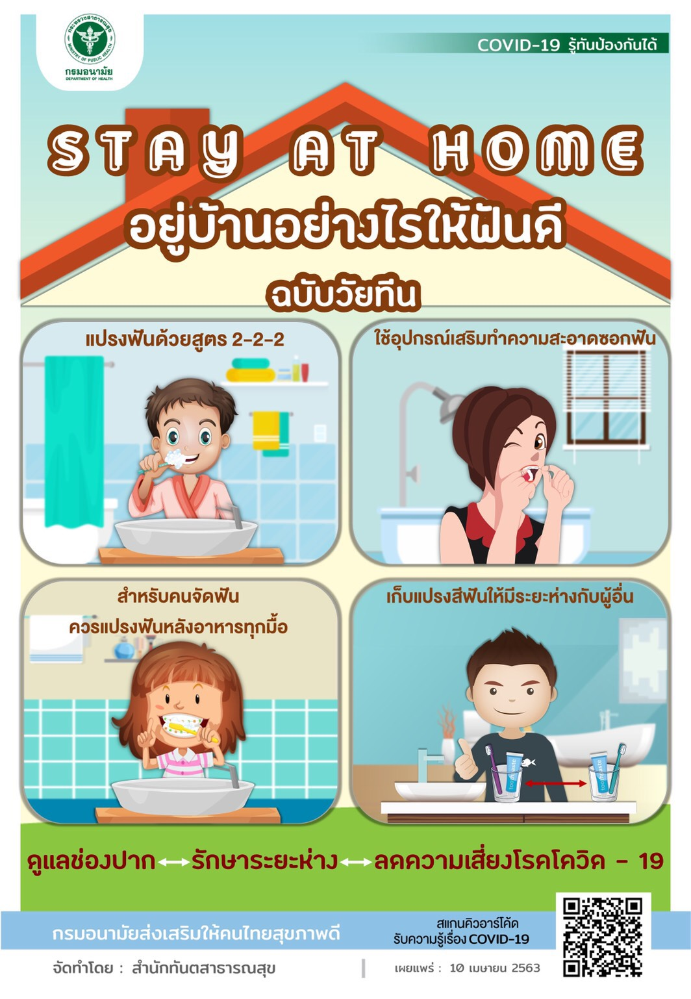 กระทรวงสาธารณสุข
MINISTRY OF PUBLIC HEALTH
กรมอนามัย
DEPARTMENT OF HEALTH
COVID-19 รู้ทันป้องกันได้
STAY AT HOME
อยู่บ้านอย่างไรให้ฟันดี
ฉบับวัยทีน
แปรงฟันด้วยสูตร 2-2-2
ใช้อุปกรณ์เสริมทำความสะอาดซอกฟัน
สำหรับคนจัดฟัน
ควรแปรงฟันหลังอาหารทุกมื้อ
เก็บแปรงสีฟันให้มีระยะห่างกับผู้อื่น
toothpaste
toothpaste
ดูแลช่องปาก ↔ รักษาระยะห่าง ↔ ลดความเสี่ยงโรคโควิด - 19
กรมอนามัยส่งเสริมให้คนไทยสุขภาพดี
สแกนคิวอาร์โค้ด
รับความรู้เรื่อง COVID-19
จัดทำโดย : สำนักทันตสาธารณสุข | เผยแพร่ : 10 เมษายน 2563